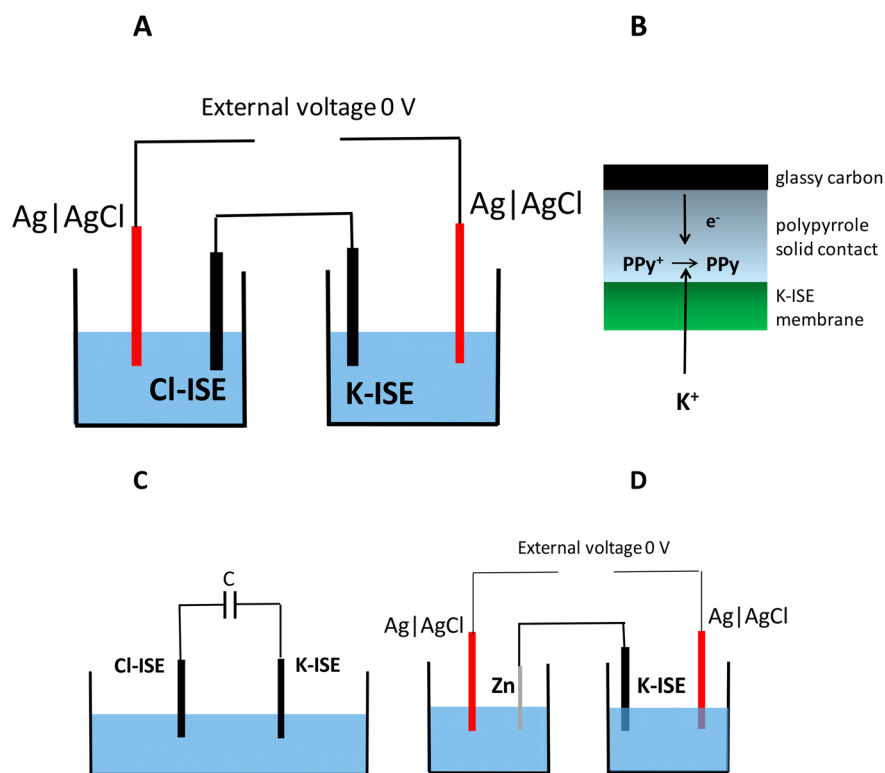 A
External voltage 0 V
Ag|AgCl
Ag|AgCl
Cl-ISE
K-ISE
B
glassy carbon
e-
polypyrrole
solid contact
PPy+ → PPy
K-ISE
membrane
K+
C
C
Cl-ISE
K-ISE
D
External voltage 0 V
Ag|AgCl
Ag|AgCl
Zn
K-ISE